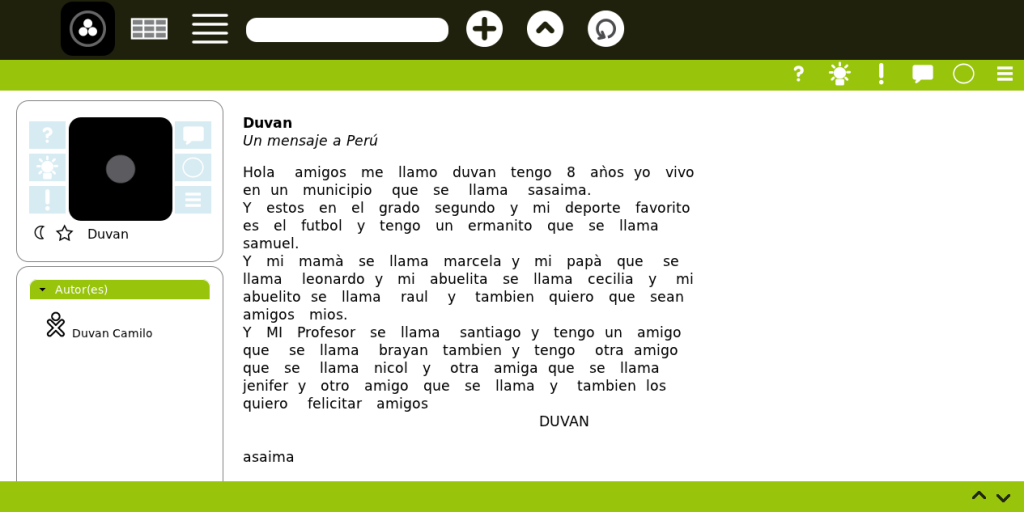 Duvan
Un mensaje a Perú
Hola amigos me llamo duvan tengo 8 aǹos yo vivo
en un municipio que se llama sasaima.
Y estos en el grado segundo y mi deporte favorito
es el futbol y tengo un ermanito que se llama
samuel.
Y mi mamà se llama marcela y mi papà que se
llama leonardo y mi abuelita se llama cecilia y mi
abuelito se llama raul y tambien quiero que sean
amigos mios.
Y MI Profesor se llama santiago y tengo un amigo
que se llama brayan tambien y tengo otra amigo
que se llama nicol y otra amiga que se llama
jenifer y otro amigo que se llama y tambien los
quiero felicitar amigos
DUVAN
asaima
Duvan
Autor(es)
Duvan Camilo